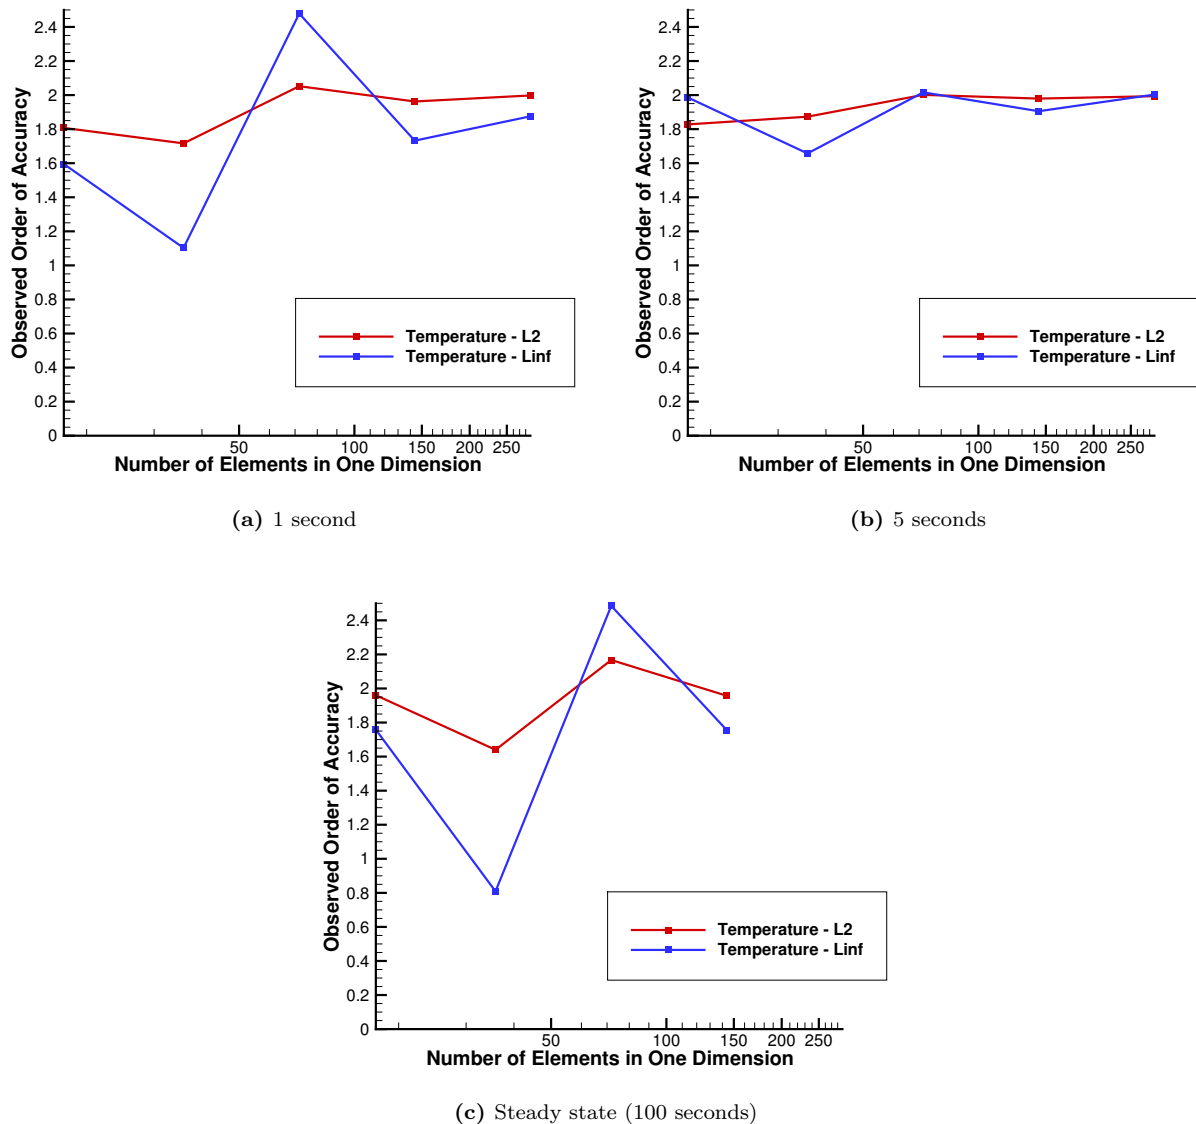 Observed Order of Accuracy
2.4
2.2
2
1.8
1.6
1.4
1.2
1
0.8
0.6
0.4
0.2
0
50 100 150 200 250
Number of Elements in One Dimension
Temperature - L2
Temperature - Linf
(a) 1 second
Observed Order of Accuracy
2.4
2.2
2
1.8
1.6
1.4
1.2
1
0.8
0.6
0.4
0.2
0
50 100 150 200 250
Number of Elements in One Dimension
Temperature - L2
Temperature - Linf
(b) 5 seconds
Observed Order of Accuracy
2.4
2.2
2
1.8
1.6
1.4
1.2
1
0.8
0.6
0.4
0.2
0
50 100 150 200 250
Number of Elements in One Dimension
Temperature - L2
Temperature - Linf
(c) Steady state (100 seconds)